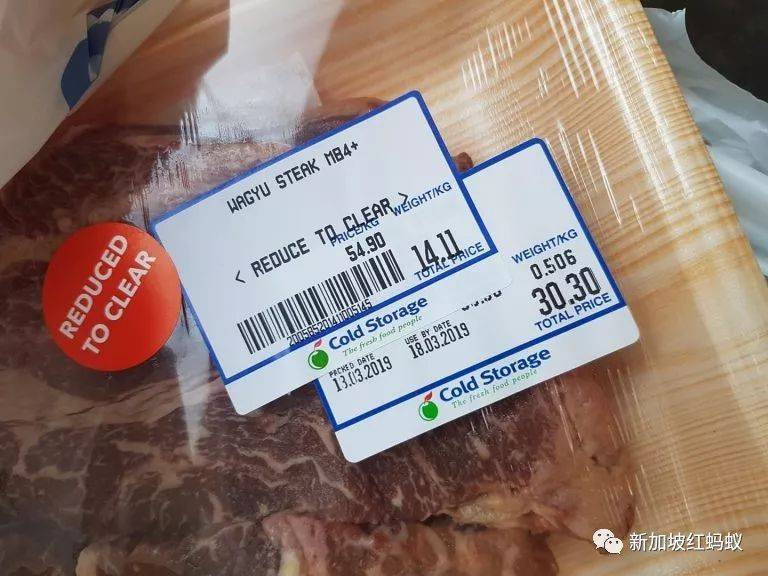 REDUCED
TO CLEAR
WAGYU STEAK MB4+
< REDUCE TO CLEAR >
PRICE/KG
WEIGHT/KG
54.90
14.11
TOTAL PRICE
Cold Storage
The fresh food people
WEIGHT/KG
0.506
30.30
TOTAL PRICE
PACKED DATE
USE BY DATE
13.03.2019
18.03.2019
Cold Storage
The fresh food people
新加坡红蚂蚁